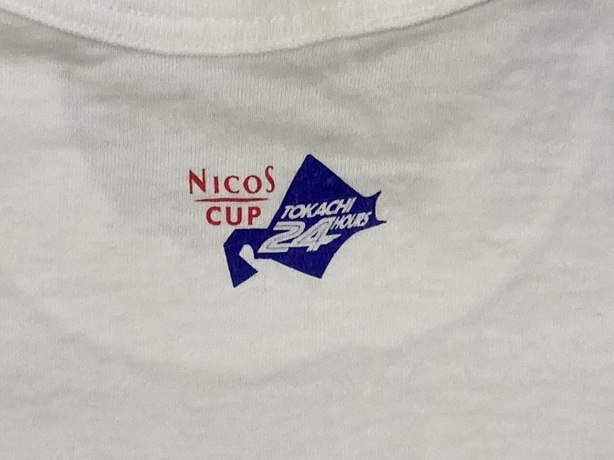 NICOS
CUP
TOKACHI
24 HOURS